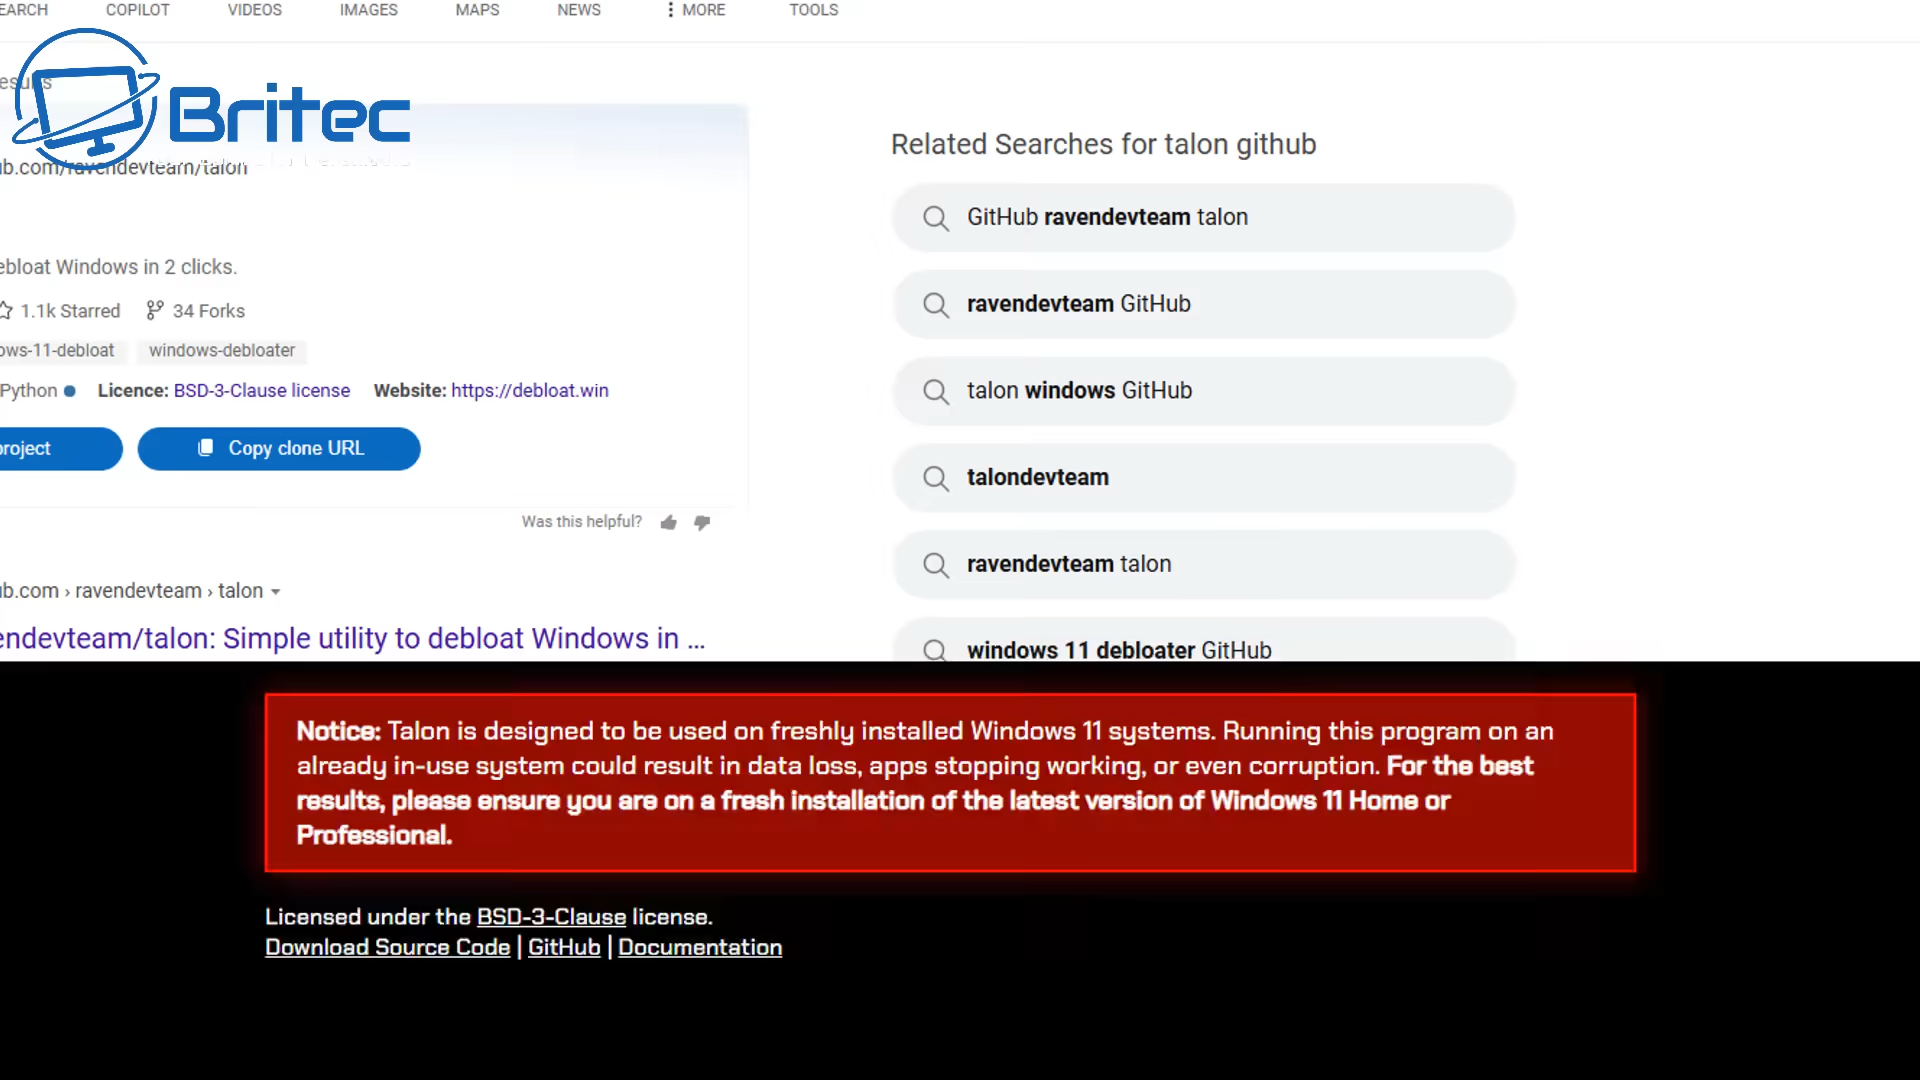 EARCH COPILOT VIDEOS IMAGES MAPS NEWS MORE TOOLS
Britec
ub.com/ravendevteam/talon
ebloat Windows in 2 clicks.
1.1k Starred 34 Forks
ows-11-debloat windows-debloater
Python Licence: BSD-3-Clause license Website: https://debloat.win
project Copy clone URL
Was this helpful?
ub.com › ravendevteam › talon
endevteam/talon: Simple utility to debloat Windows in ...
Related Searches for talon github
GitHub ravendevteam talon
ravendevteam GitHub
talon windows GitHub
talondevteam
ravendevteam talon
windows 11 debloater GitHub
Notice: Talon is designed to be used on freshly installed Windows 11 systems. Running this program on an
already in-use system could result in data loss, apps stopping working, or even corruption. For the best
results, please ensure you are on a fresh installation of the latest version of Windows 11 Home or
Professional.
Licensed under the BSD-3-Clause license.
Download Source Code | GitHub | Documentation